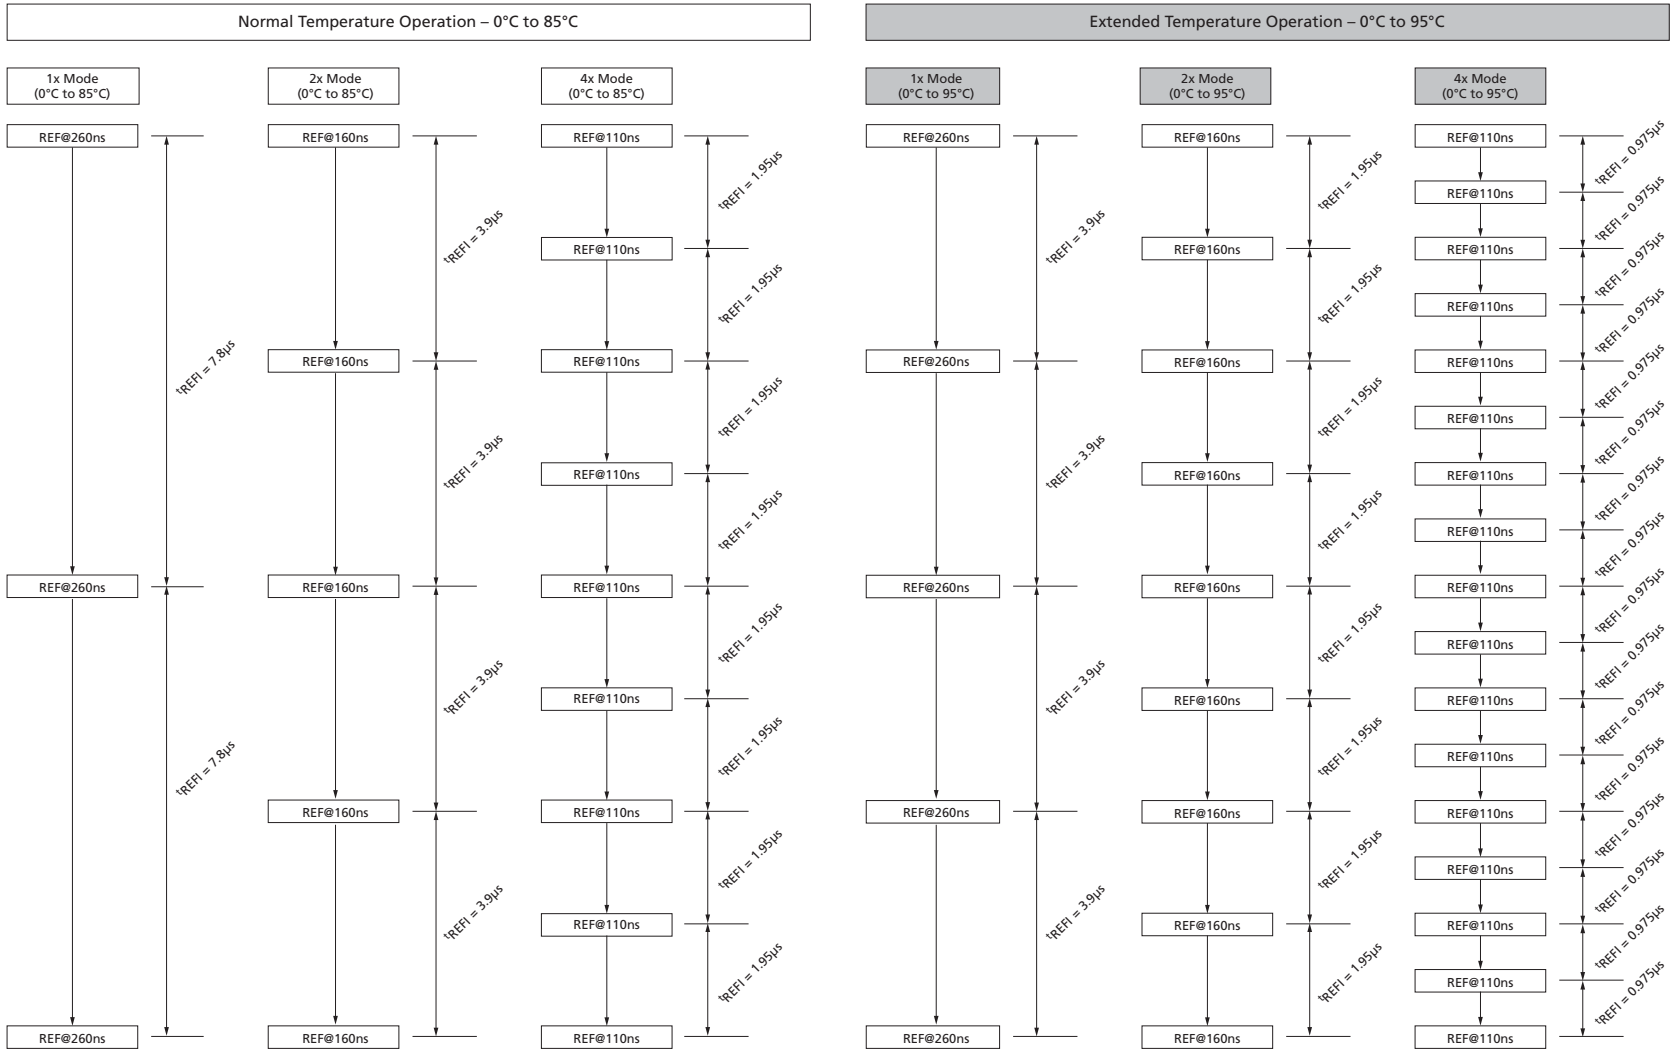 Normal Temperature Operation – 0°C to 85°C
1x Mode
(0°C to 85°C)
REF@260ns
tREFI = 7.8µs
REF@260ns
tREFI = 7.8µs
REF@260ns
2x Mode
(0°C to 85°C)
REF@160ns
tREFI = 3.9µs
REF@160ns
tREFI = 3.9µs
REF@160ns
tREFI = 3.9µs
REF@160ns
tREFI = 3.9µs
REF@160ns
4x Mode
(0°C to 85°C)
REF@110ns
tREFI = 1.95µs
REF@110ns
tREFI = 1.95µs
REF@110ns
tREFI = 1.95µs
REF@110ns
tREFI = 1.95µs
REF@110ns
tREFI = 1.95µs
REF@110ns
tREFI = 1.95µs
REF@110ns
tREFI = 1.95µs
REF@110ns
tREFI = 1.95µs
REF@110ns
Extended Temperature Operation – 0°C to 95°C
1x Mode
(0°C to 95°C)
REF@260ns
tREFI = 3.9µs
REF@260ns
tREFI = 3.9µs
REF@260ns
tREFI = 3.9µs
REF@260ns
tREFI = 3.9µs
REF@260ns
2x Mode
(0°C to 95°C)
REF@160ns
tREFI = 1.95µs
REF@160ns
tREFI = 1.95µs
REF@160ns
tREFI = 1.95µs
REF@160ns
tREFI = 1.95µs
REF@160ns
tREFI = 1.95µs
REF@160ns
tREFI = 1.95µs
REF@160ns
tREFI = 1.95µs
REF@160ns
tREFI = 1.95µs
REF@160ns
4x Mode
(0°C to 95°C)
REF@110ns
tREFI = 0.975µs
REF@110ns
tREFI = 0.975µs
REF@110ns
tREFI = 0.975µs
REF@110ns
tREFI = 0.975µs
REF@110ns
tREFI = 0.975µs
REF@110ns
tREFI = 0.975µs
REF@110ns
tREFI = 0.975µs
REF@110ns
tREFI = 0.975µs
REF@110ns
tREFI = 0.975µs
REF@110ns
tREFI = 0.975µs
REF@110ns
tREFI = 0.975µs
REF@110ns
tREFI = 0.975µs
REF@110ns
tREFI = 0.975µs
REF@110ns
tREFI = 0.975µs
REF@110ns
tREFI = 0.975µs
REF@110ns
tREFI = 0.975µs
REF@110ns